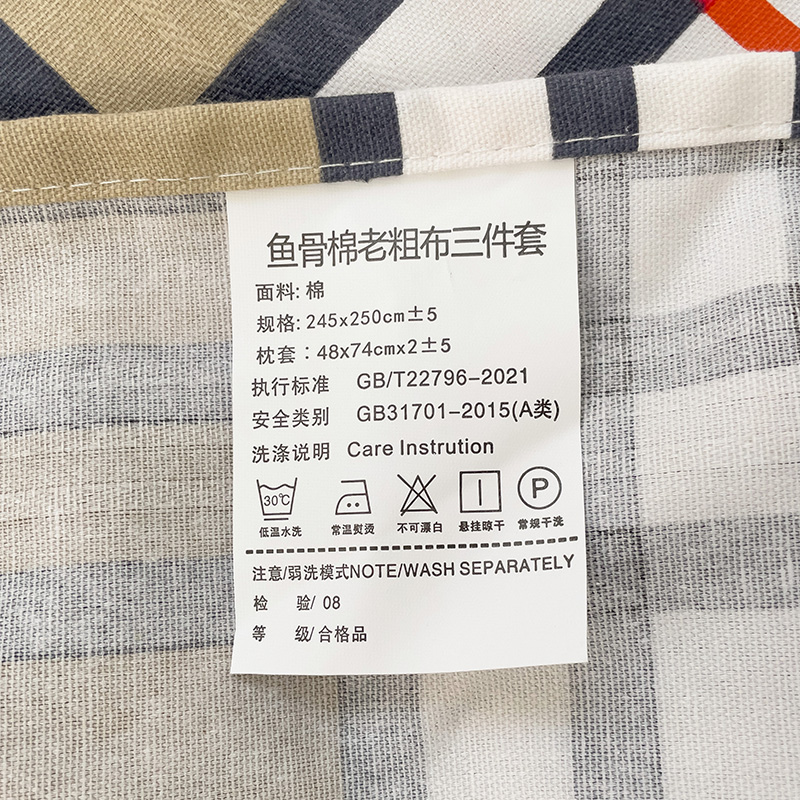 鱼骨棉老粗布三件套
面料: 棉
规格: 245x250cm±5
枕套：48x74cmx2±5
执行标准 GB/T22796-2021
安全类别 GB31701-2015(A类)
洗涤说明 Care Instrution
30℃ P
低温水洗 常温熨烫 不可漂白 悬挂晾干 常规干洗
注意/弱洗模式NOTE/WASH SEPARATELY
检 验/ 08
等 级/合格品